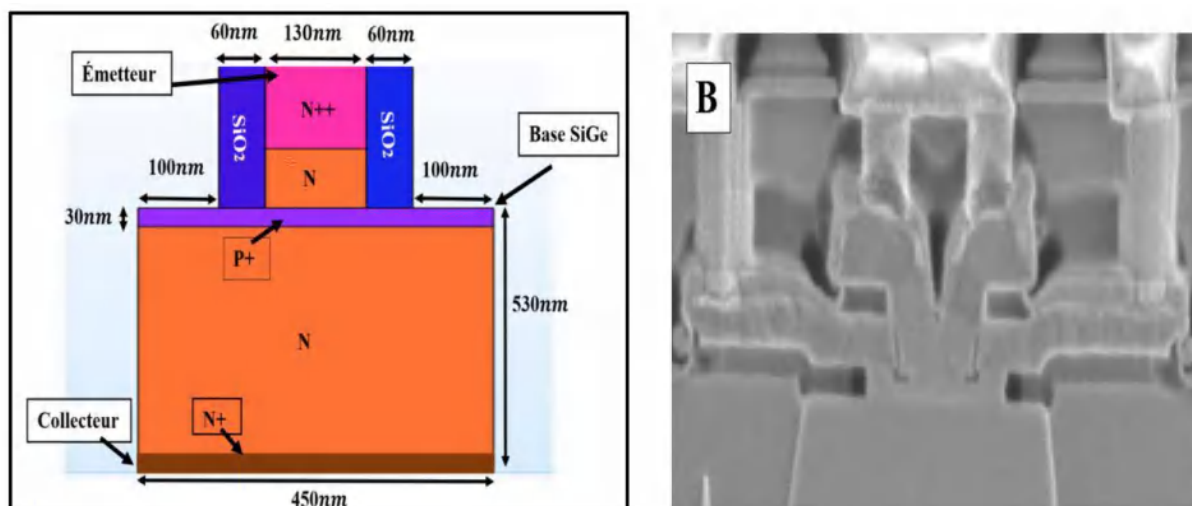 60nm 130nm 60nm
Émetteur
N++
SiO2
SiO2
Base SiGe
100nm
N
100nm
30nm
P+
530nm
N
Collecteur
N+
450nm
B